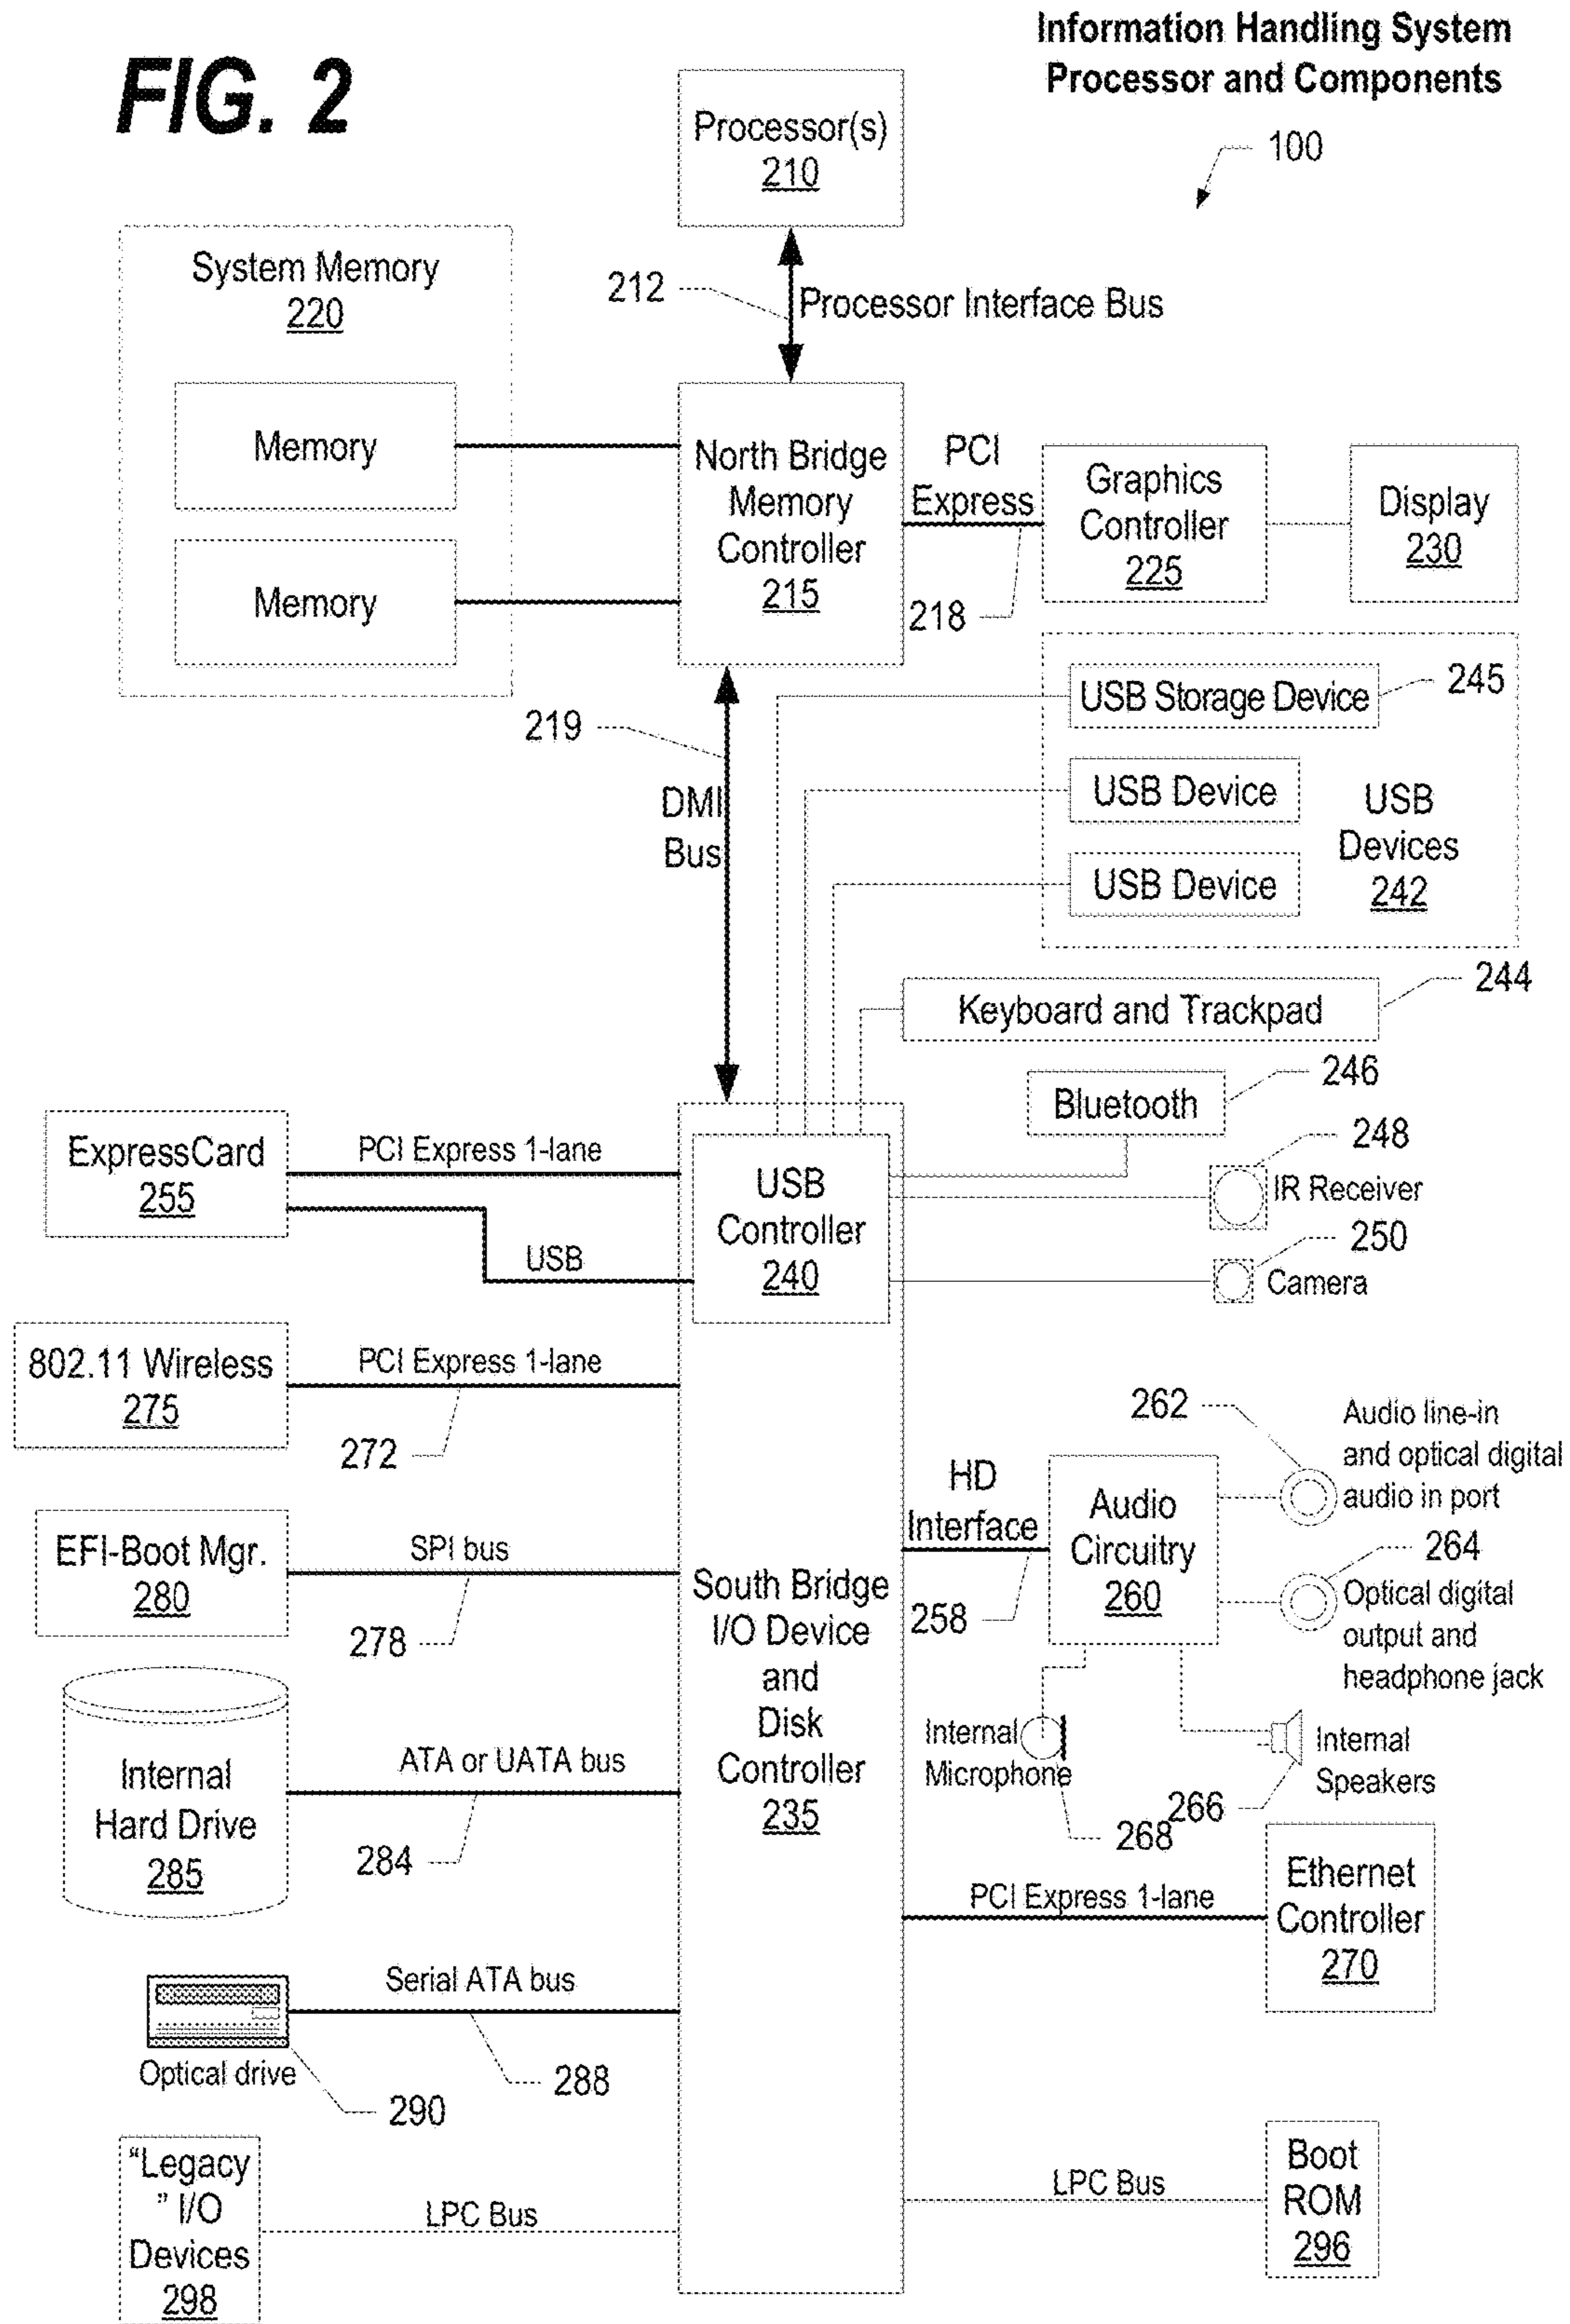 FIG. 2
Information Handling System
Processor and Components
100
Processor(s)
210
212
Processor Interface Bus
System Memory
220
Memory
Memory
North Bridge
Memory
Controller
215
PCI
Express
218
Graphics
Controller
225
Display
230
219
DMI
Bus
USB Storage Device
245
USB Device
USB Device
USB
Devices
242
Keyboard and Trackpad
244
Bluetooth
246
248
IR Receiver
250
Camera
USB
Controller
240
ExpressCard
255
PCI Express 1-lane
USB
802.11 Wireless
275
PCI Express 1-lane
272
EFI-Boot Mgr.
280
SPI bus
278
Internal
Hard Drive
285
ATA or UATA bus
284
Serial ATA bus
288
Optical drive
290
“Legacy
” I/O
Devices
298
LPC Bus
South Bridge
I/O Device
and
Disk
Controller
235
HD
Interface
258
Audio
Circuitry
260
262
Audio line-in
and optical digital
audio in port
264
Optical digital
output and
headphone jack
Internal
Microphone
268
266
Internal
Speakers
PCI Express 1-lane
Ethernet
Controller
270
LPC Bus
Boot
ROM
296